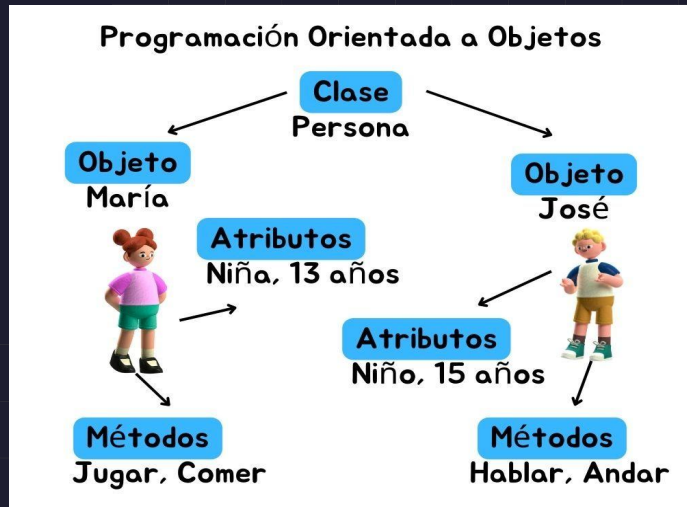 Programación Orientada a Objetos
Clase
Persona
Objeto
María
Objeto
José
Atributos
Niña, 13 años
Atributos
Niño, 15 años
Métodos
Jugar, Comer
Métodos
Hablar, Andar